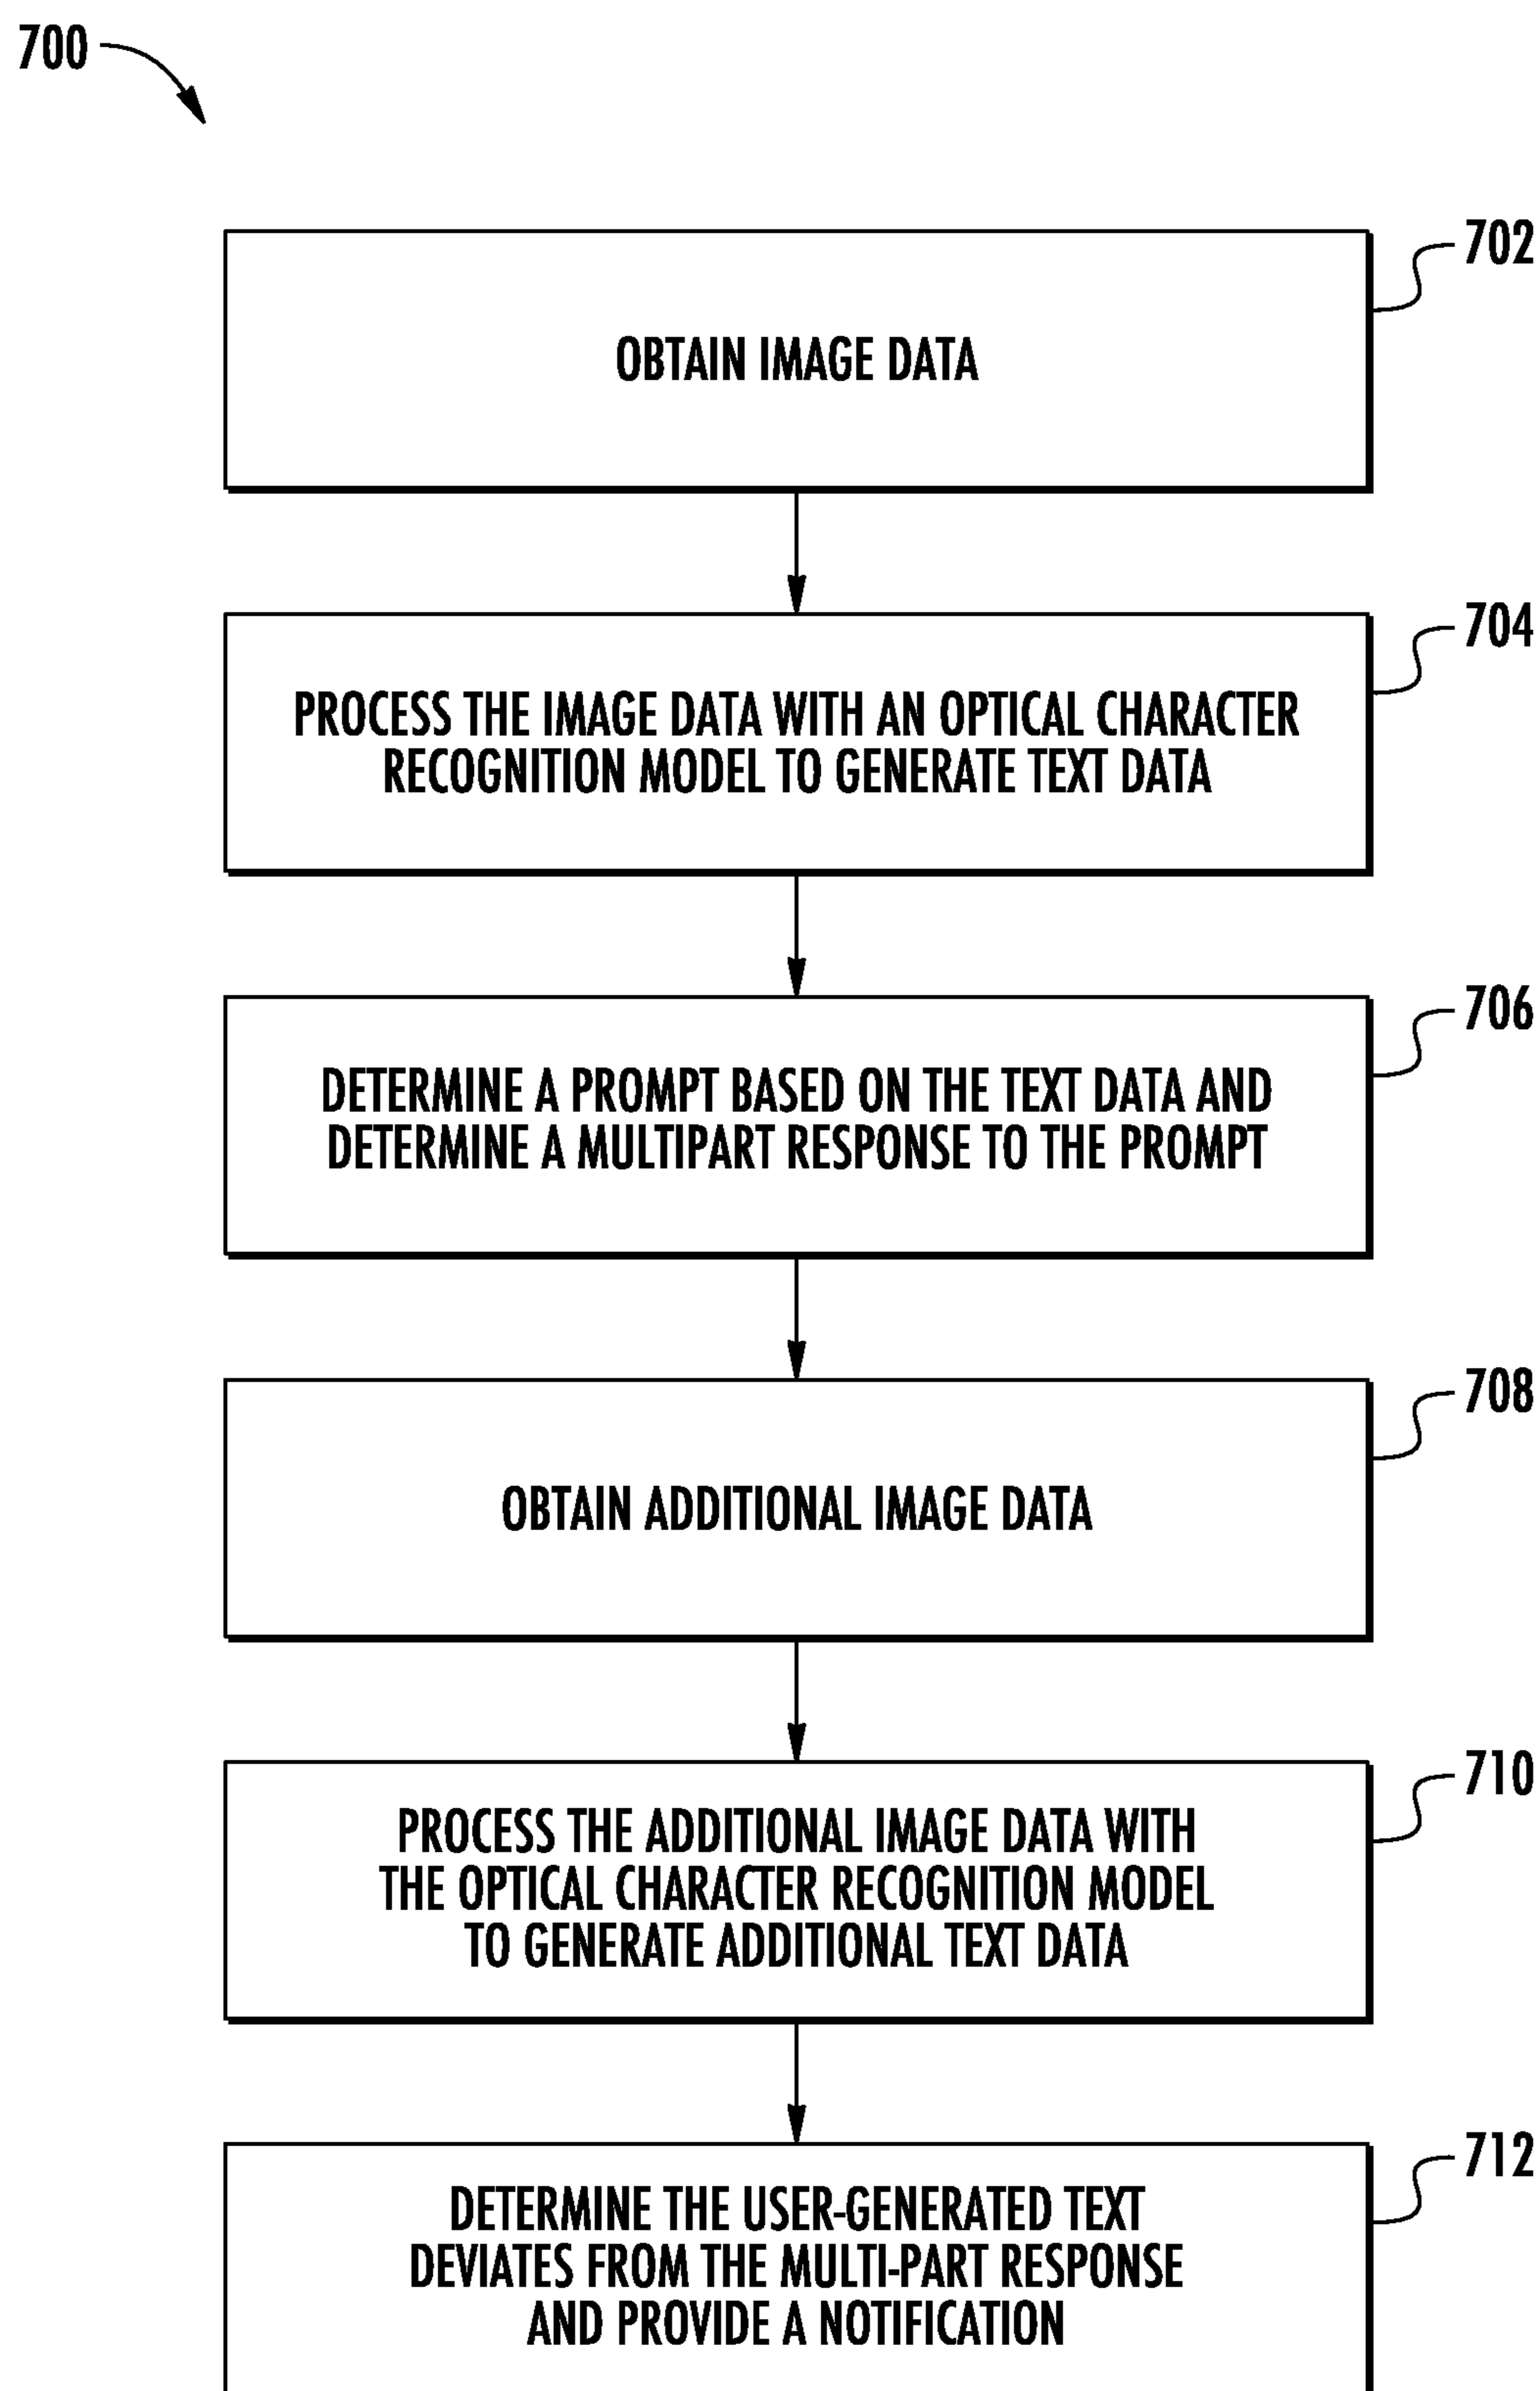 700
702
OBTAIN IMAGE DATA
704
PROCESS THE IMAGE DATA WITH AN OPTICAL CHARACTER
RECOGNITION MODEL TO GENERATE TEXT DATA
706
DETERMINE A PROMPT BASED ON THE TEXT DATA AND
DETERMINE A MULTIPART RESPONSE TO THE PROMPT
708
OBTAIN ADDITIONAL IMAGE DATA
710
PROCESS THE ADDITIONAL IMAGE DATA WITH
THE OPTICAL CHARACTER RECOGNITION MODEL
TO GENERATE ADDITIONAL TEXT DATA
712
DETERMINE THE USER-GENERATED TEXT
DEVIATES FROM THE MULTI-PART RESPONSE
AND PROVIDE A NOTIFICATION